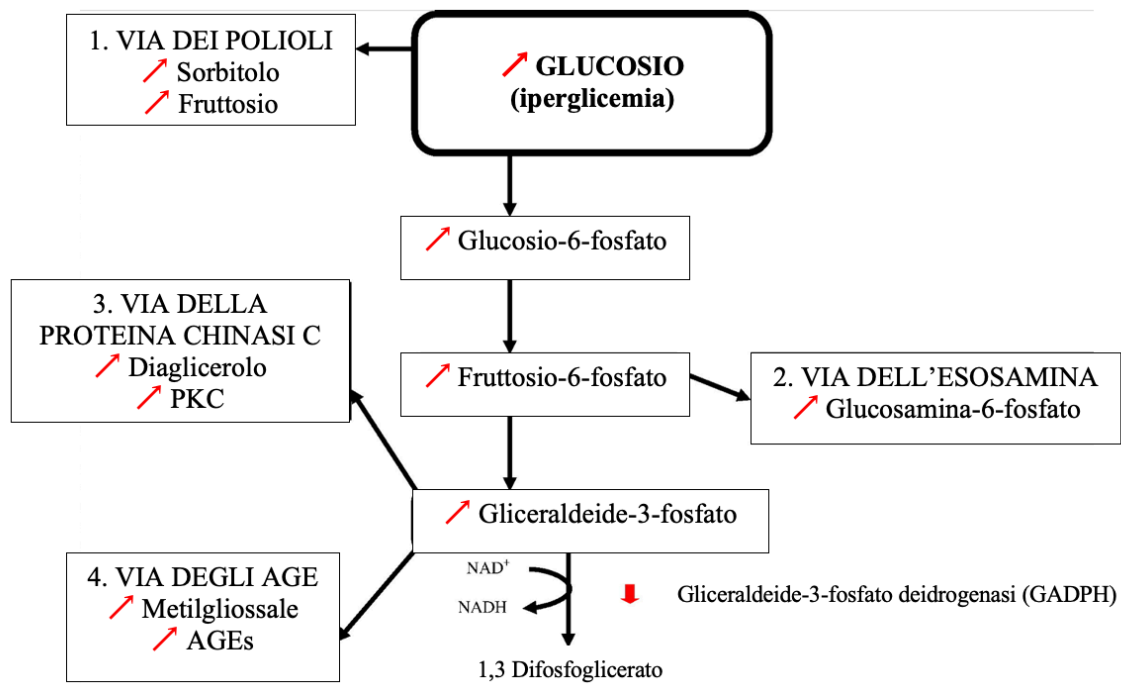 1. VIA DEI POLIOLI
Sorbitolo
Fruttosio
GLUCOSIO
(iperglicemia)
Glucosio-6-fosfato
3. VIA DELLA
PROTEINA CHINASI C
Diaglicerolo
PKC
Fruttosio-6-fosfato
2. VIA DELL'ESOSAMINA
Glucosamina-6-fosfato
Gliceraldeide-3-fosfato
4. VIA DEGLI AGE
Metilgliossale
AGEs
NAD⁺
NADH
Gliceraldeide-3-fosfato deidrogenasi (GADPH)
1,3 Difosfoglicerato